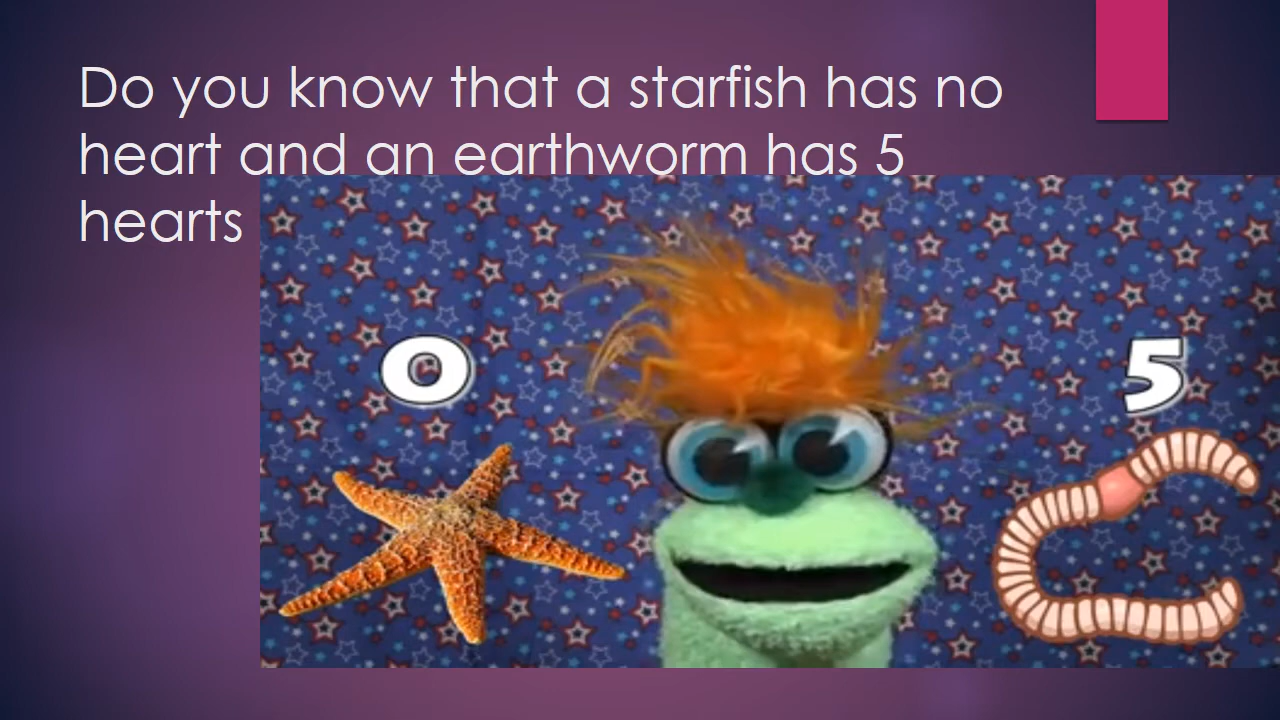 Do you know that a starfish has no
heart and an earthworm has 5
hearts
0
5